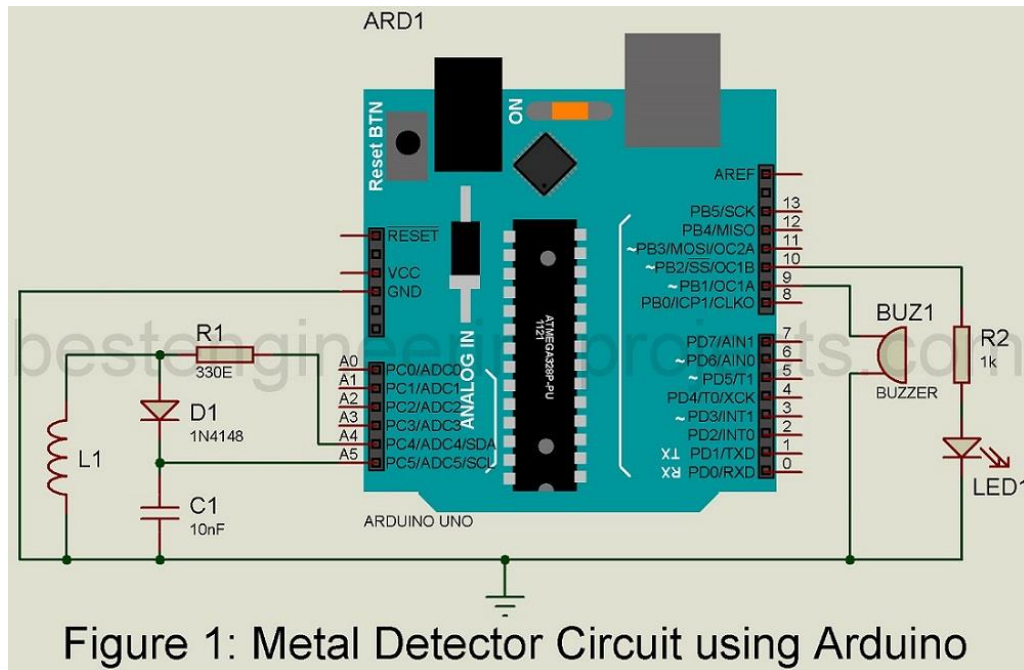 ARD1
Reset BTN
ON
AREF
RESET
VCC
GND
ANALOG IN
A0 PC0/ADC0
A1 PC1/ADC1
A2 PC2/ADC2
A3 PC3/ADC3
A4 PC4/ADC4/SDA
A5 PC5/ADC5/SCL
ATMEGA328P-PU
1121
PB5/SCK 13
PB4/MISO 12
~PB3/MOSI/OC2A 11
~PB2/SS/OC1B 10
~PB1/OC1A 9
PB0/ICP1/CLKO 8
PD7/AIN1 7
~PD6/AIN0 6
~PD5/T1 5
PD4/T0/XCK 4
~PD3/INT1 3
PD2/INT0 2
TX PD1/TXD 1
RX PD0/RXD 0
ARDUINO UNO
R1
330E
D1
1N4148
L1
C1
10nF
BUZ1
BUZZER
R2
1k
LED1
bestengineeringprojects.com
Figure 1: Metal Detector Circuit using Arduino